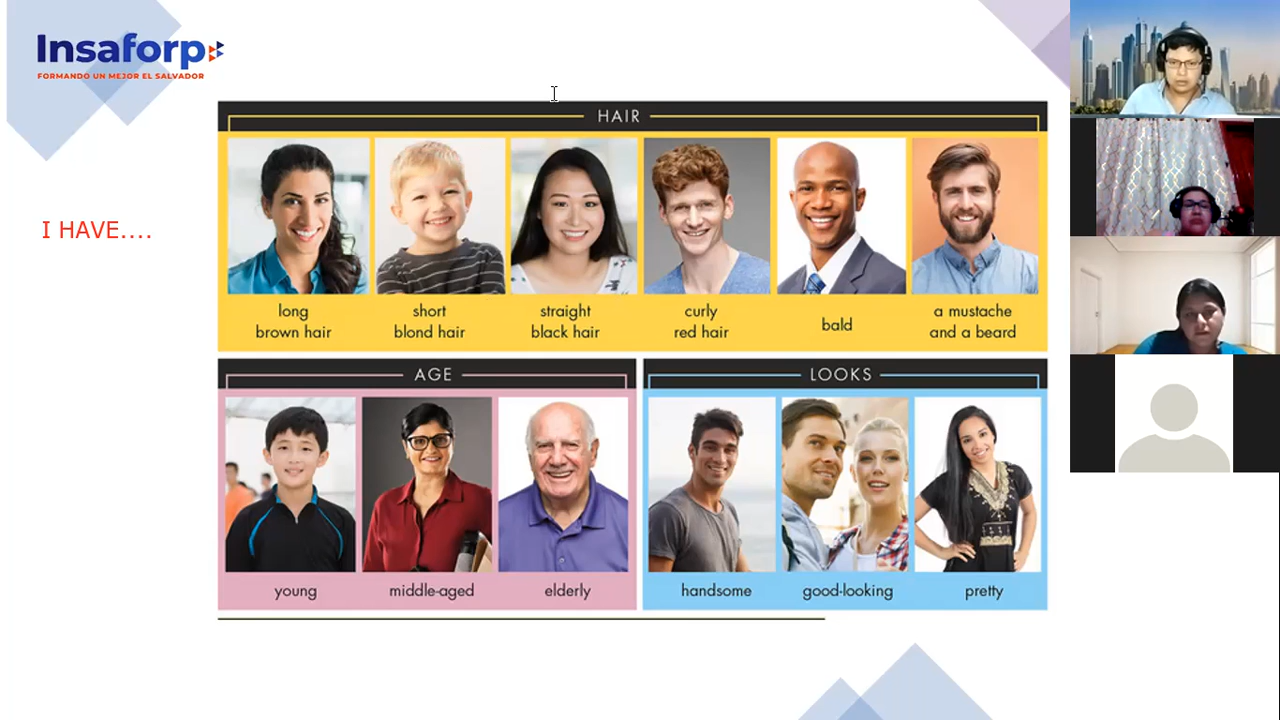 Insaforp
FORMANDO UN MEJOR EL SALVADOR
I HAVE....
HAIR
long
brown hair
short
blond hair
straight
black hair
curly
red hair
bald
a mustache
and a beard
AGE
young
middle-aged
elderly
LOOKS
handsome
good-looking
pretty